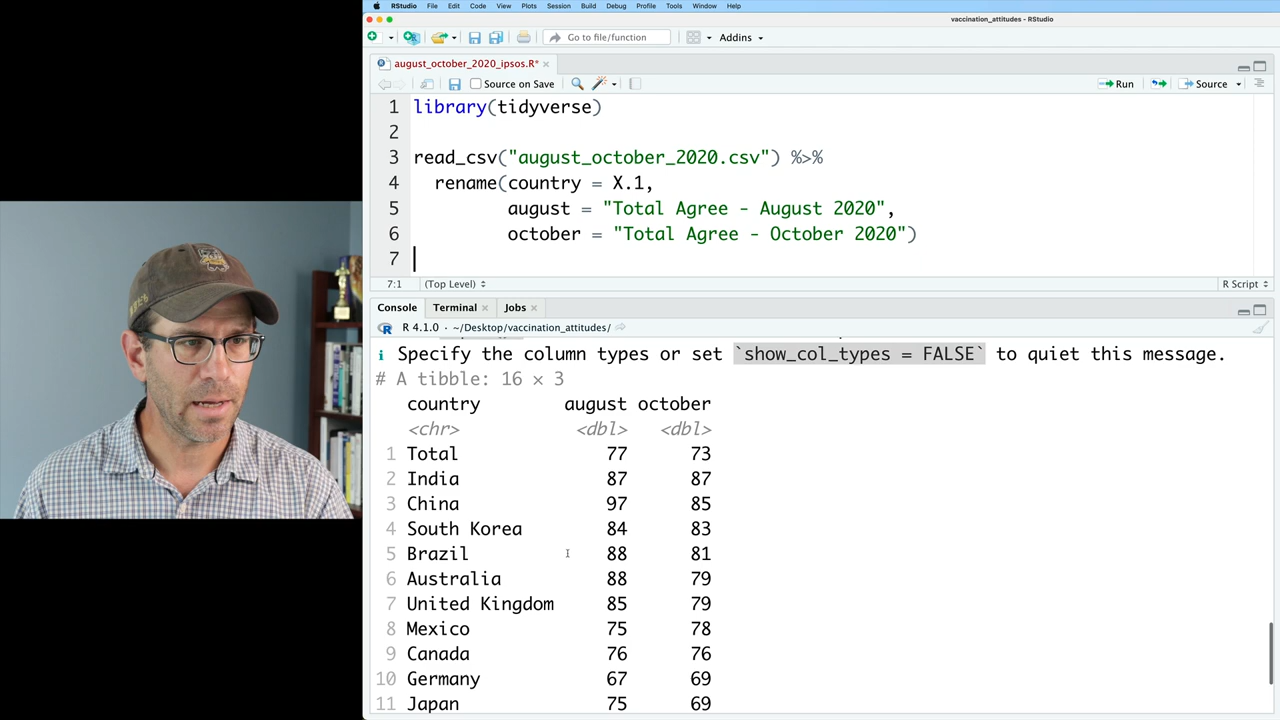 RStudio File Edit Code View Plots Session Build Debug Profile Tools Window Help
vaccination_attitudes - RStudio
Go to file/function Addins
august_october_2020_ipsos.R*
Source on Save Run Source
1 library(tidyverse)
2
3 read_csv("august_october_2020.csv") %>%
4 rename(country = X.1,
5 august = "Total Agree - August 2020",
6 october = "Total Agree - October 2020")
7
7:1 (Top Level) R Script
Console Terminal Jobs
R 4.1.0 · ~/Desktop/vaccination_attitudes/
i Specify the column types or set `show_col_types = FALSE` to quiet this message.
# A tibble: 16 × 3
country august october
<chr> <dbl> <dbl>
1 Total 77 73
2 India 87 87
3 China 97 85
4 South Korea 84 83
5 Brazil 88 81
6 Australia 88 79
7 United Kingdom 85 79
8 Mexico 75 78
9 Canada 76 76
10 Germany 67 69
11 Japan 75 69